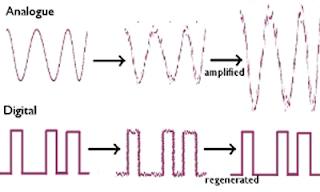 Analogue
amplified
Digital
regenerated